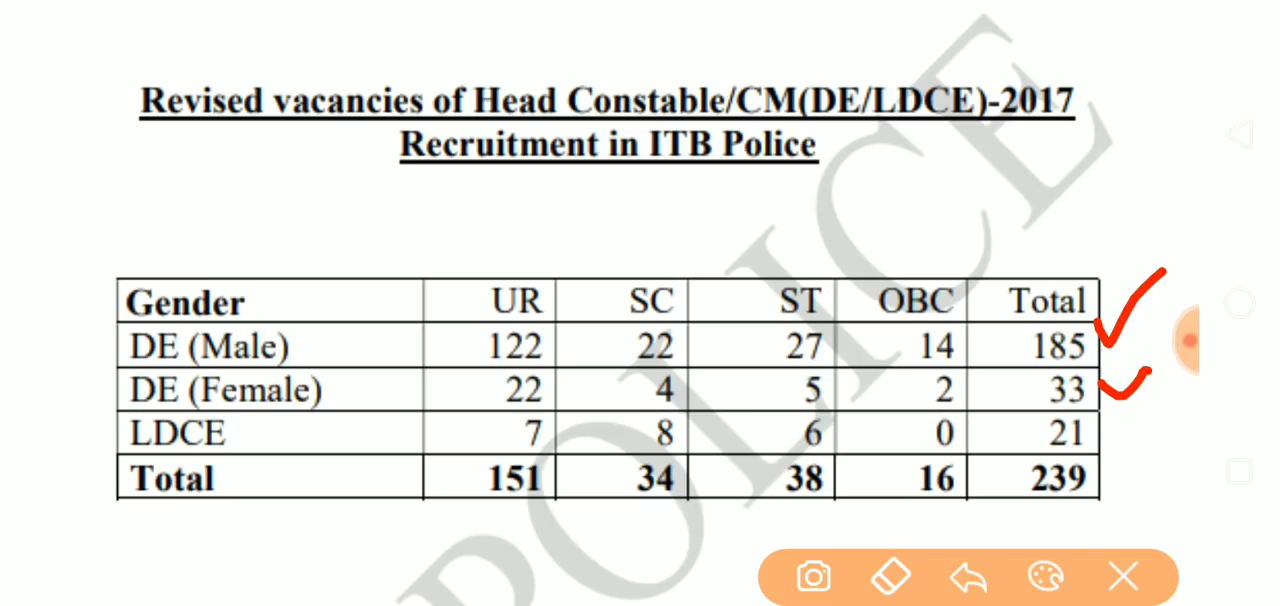 Revised vacancies of Head Constable/CM(DE/LDCE)-2017
Recruitment in ITB Police
Gender UR SC ST OBC Total
DE (Male) 122 22 27 14 185
DE (Female) 22 4 5 2 33
LDCE 7 8 6 0 21
Total 151 34 38 16 239
POLICE